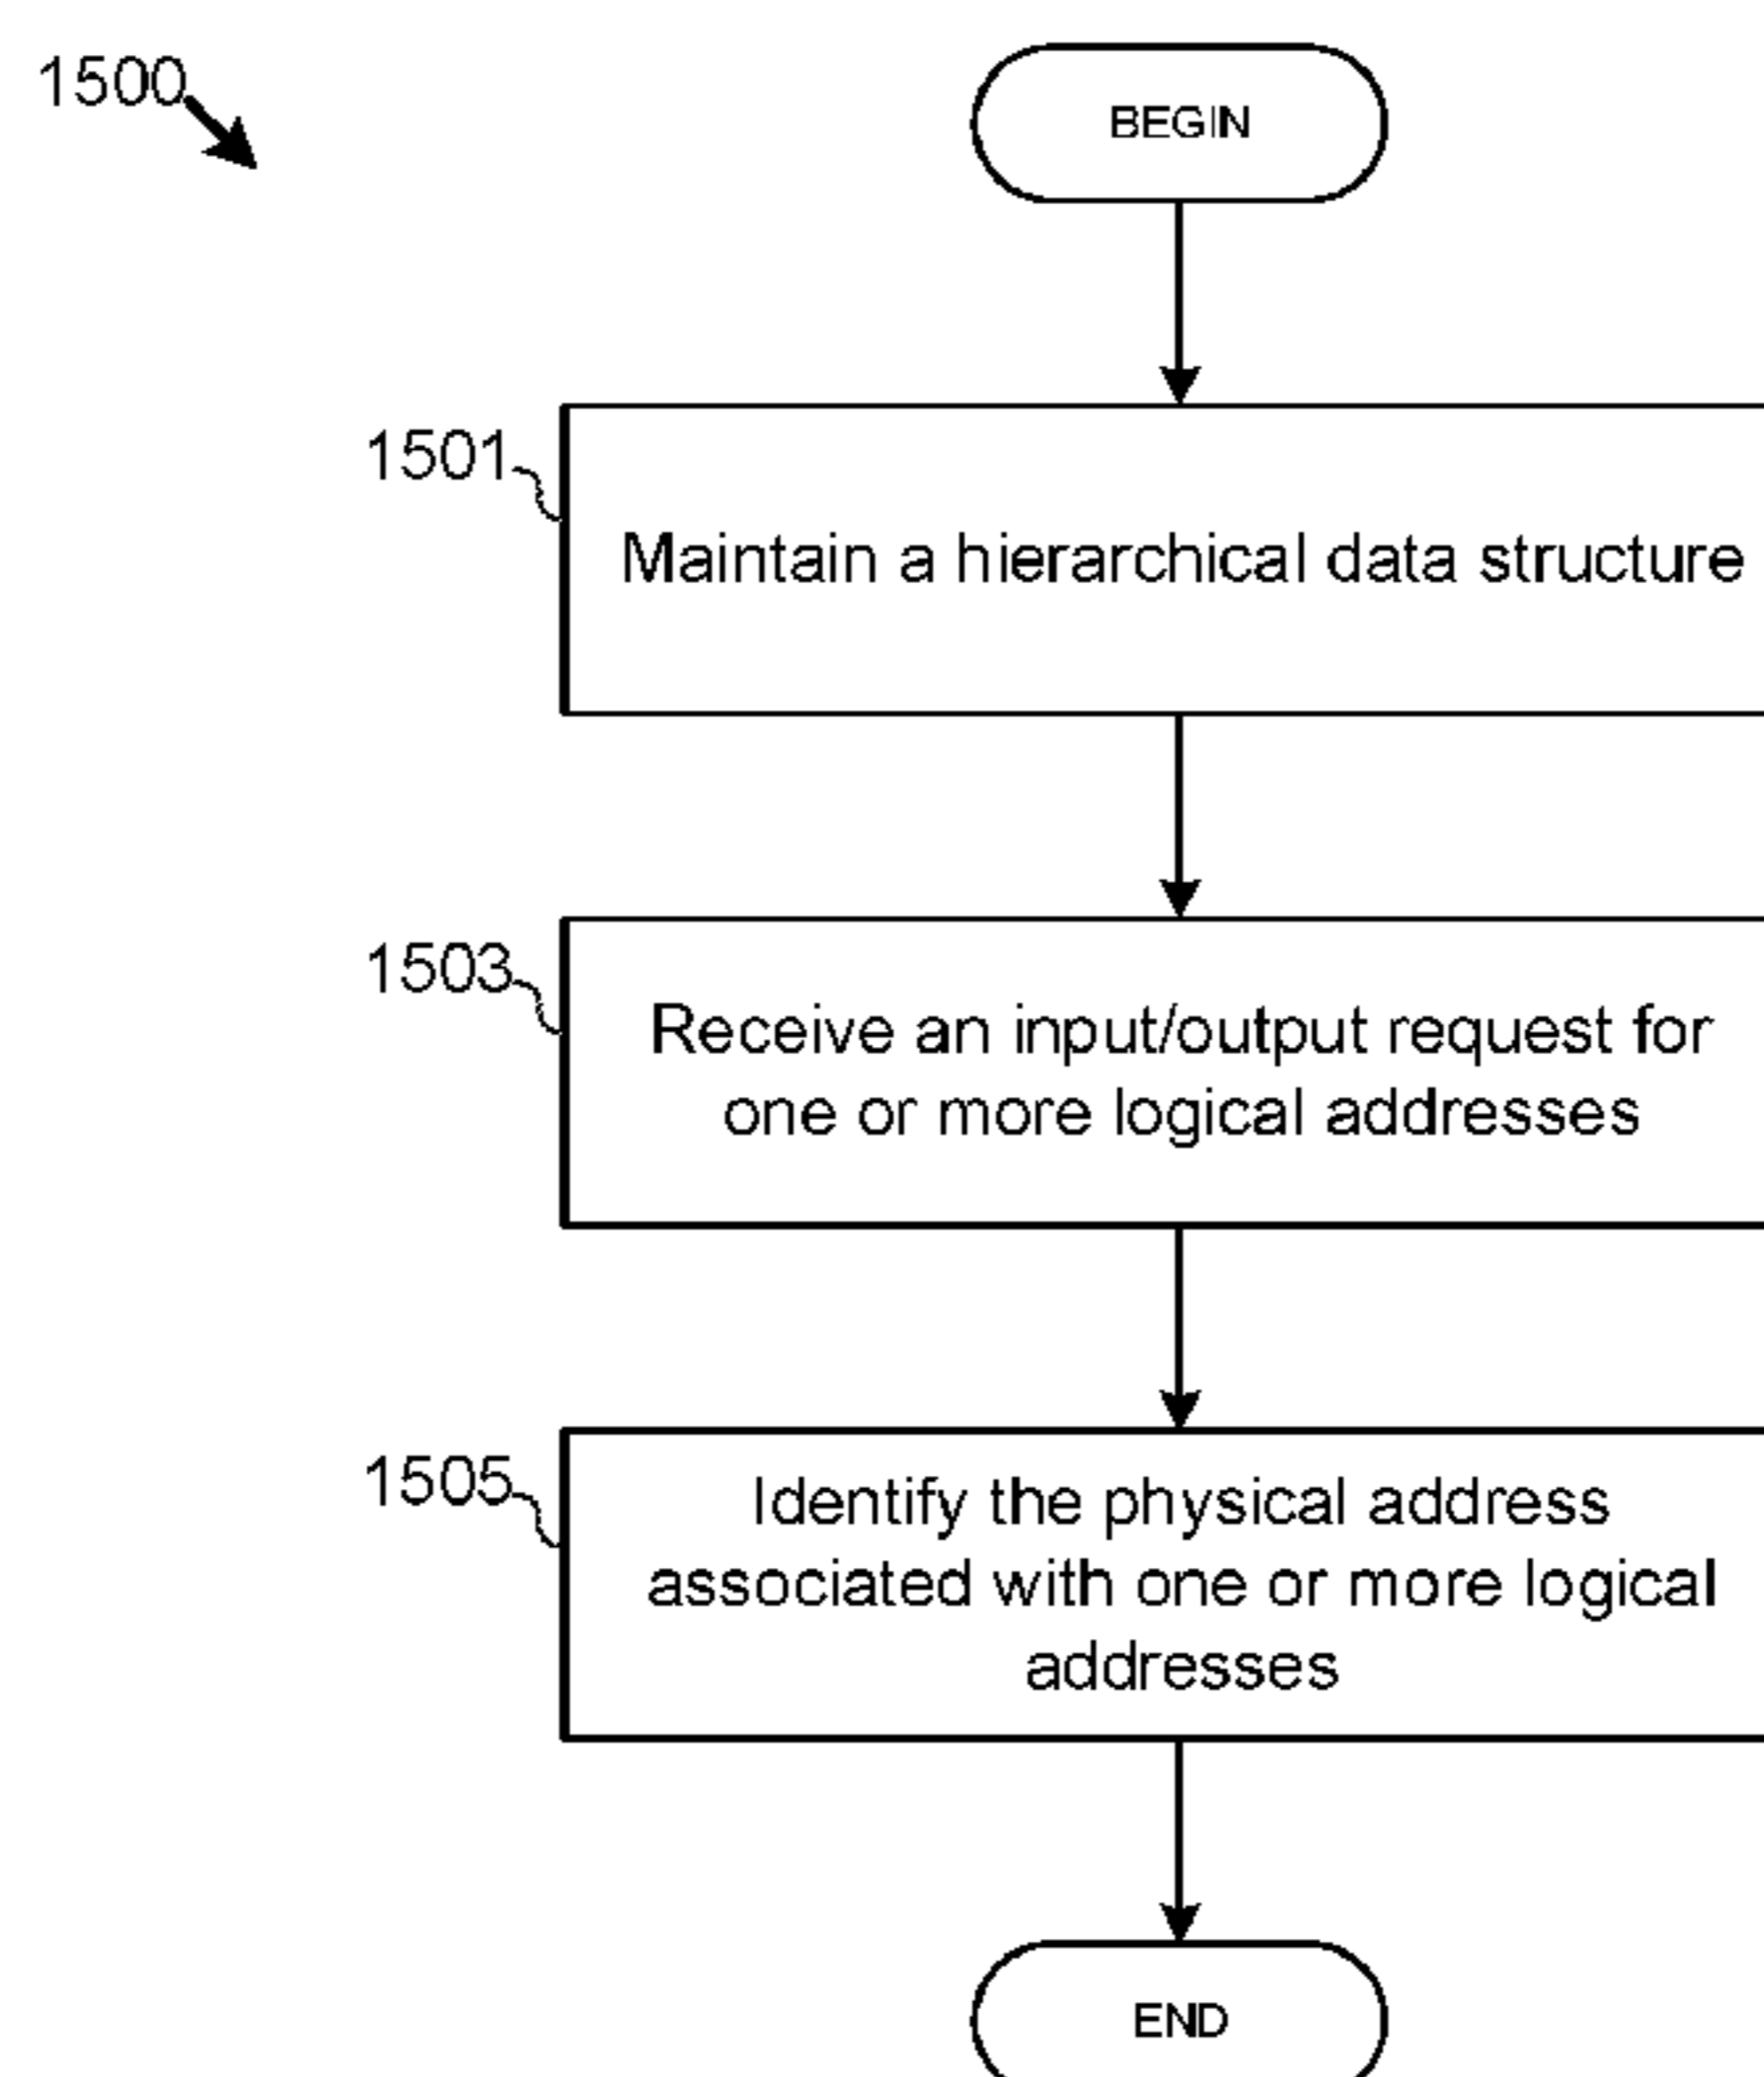 1500
BEGIN
1501
Maintain a hierarchical data structure
1503
Receive an input/output request for
one or more logical addresses
1505
Identify the physical address
associated with one or more logical
addresses
END